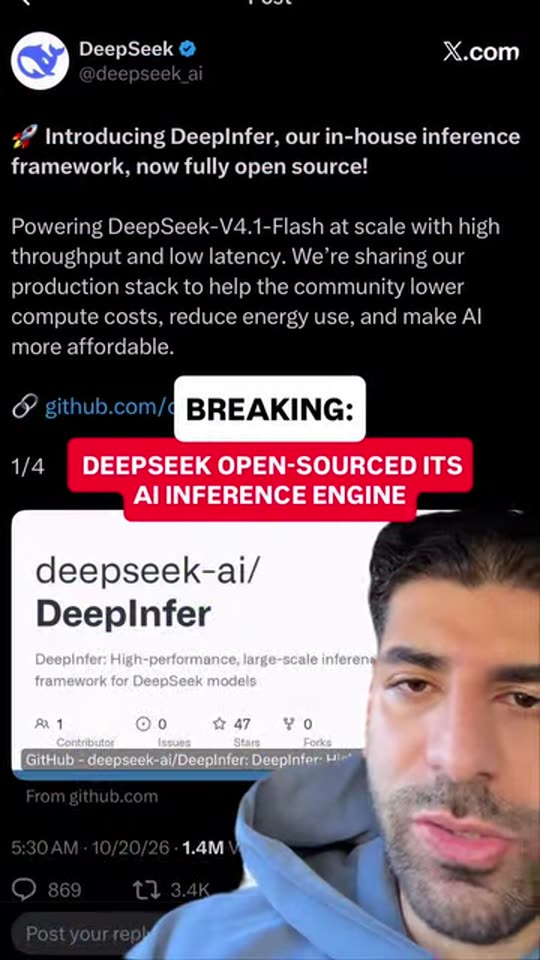 Post
DeepSeek
@deepseek_ai
X.com
🚀 Introducing DeepInfer, our in-house inference
framework, now fully open source!
Powering DeepSeek-V4.1-Flash at scale with high
throughput and low latency. We’re sharing our
production stack to help the community lower
compute costs, reduce energy use, and make AI
more affordable.
🔗 github.com/
BREAKING:
1/4
DEEPSEEK OPEN-SOURCED ITS
AI INFERENCE ENGINE
deepseek-ai/
DeepInfer
DeepInfer: High-performance, large-scale
framework for DeepSeek models
1
0
47
0
Contributor
Issues
Stars
Forks
GitHub - deepseek-ai/DeepInfer: DeepInfer:
From github.com
5:30 AM · 10/20/26 · 1.4M
869
3.4K
Post your